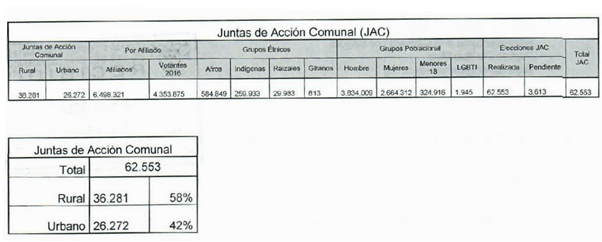 Juntas de Acción Comunal (JAC)
Juntas de Acción Comunal Por Afiliado Grupos Étnicos Grupos Poblacional Elecciones JAC Total JAC
Rural Urbano Afiliados Votantes 2016 Afros Indígenas Raizales Gitanos Hombre Mujeres Menores 18 LGBTI Realizada Pendiente
36.281 26.272 6.498.321 4.353.875 584.849 259.933 29.983 813 3.834.009 2.664.312 324.916 1.945 62.553 3.613 62.553
Juntas de Acción Comunal
Total 62.553
Rural 36.281 58%
Urbano 26.272 42%